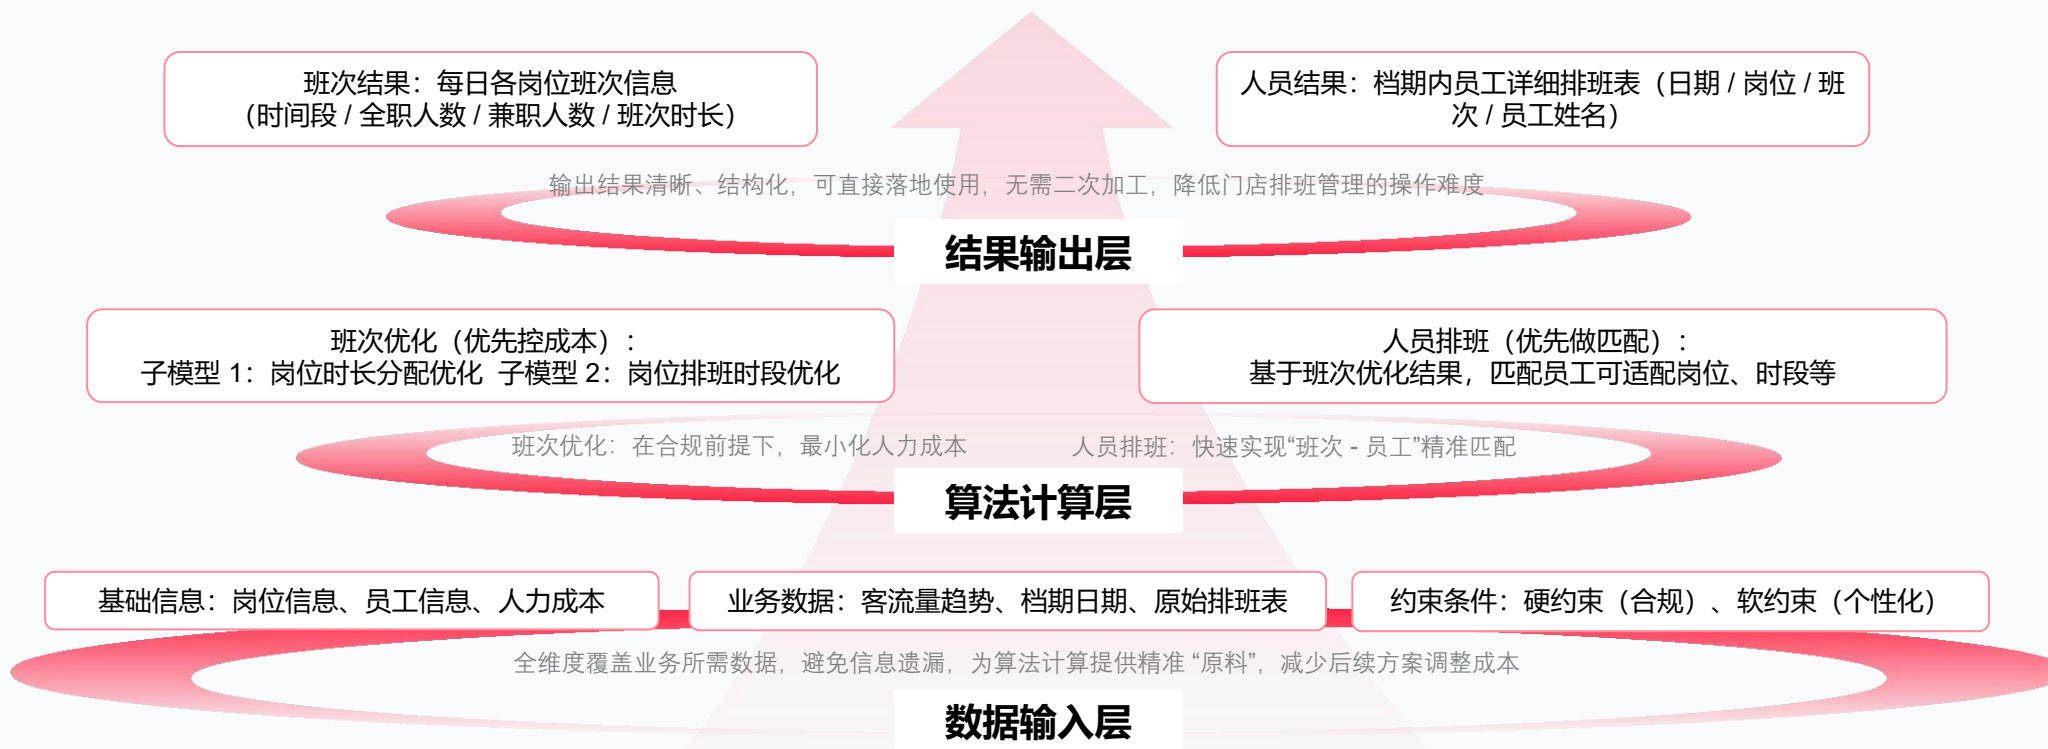 班次结果：每日各岗位班次信息
（时间段 / 全职人数 / 兼职人数 / 班次时长）
人员结果：档期内员工详细排班表（日期 / 岗位 / 班
次 / 员工姓名）
输出结果清晰、结构化，可直接落地使用，无需二次加工，降低门店排班管理的操作难度
结果输出层
班次优化（优先控成本）：
子模型 1：岗位时长分配优化 子模型 2：岗位排班时段优化
人员排班（优先做匹配）：
基于班次优化结果，匹配员工可适配岗位、时段等
班次优化：在合规前提下，最小化人力成本
人员排班：快速实现“班次 - 员工”精准匹配
算法计算层
基础信息：岗位信息、员工信息、人力成本
业务数据：客流量趋势、档期日期、原始排班表
约束条件：硬约束（合规）、软约束（个性化）
全维度覆盖业务所需数据，避免信息遗漏，为算法计算提供精准 “原料”，减少后续方案调整成本
数据输入层